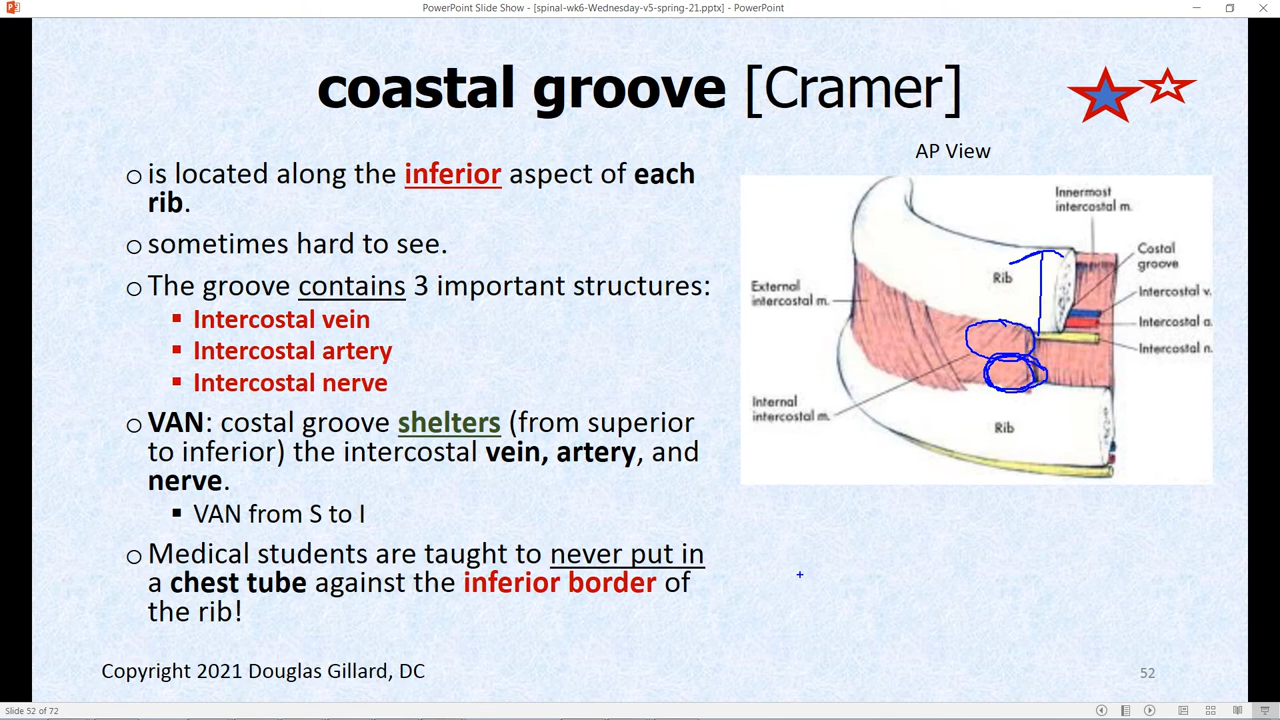 PowerPoint Slide Show - [spinal-wk6-Wednesday-v5-spring-21.pptx] - PowerPoint
coastal groove [Cramer]
is located along the inferior aspect of each
rib.
sometimes hard to see.
The groove contains 3 important structures:
Intercostal vein
Intercostal artery
Intercostal nerve
VAN: costal groove shelters (from superior
to inferior) the intercostal vein, artery, and
nerve.
VAN from S to I
Medical students are taught to never put in
a chest tube against the inferior border of
the rib!
AP View
Innermost
intercostal m.
Costal
groove
Rib
External
intercostal m.
Intercostal v.
Intercostal a.
Intercostal n.
Internal
intercostal m.
Rib
Copyright 2021 Douglas Gillard, DC
52
Slide 52 of 72